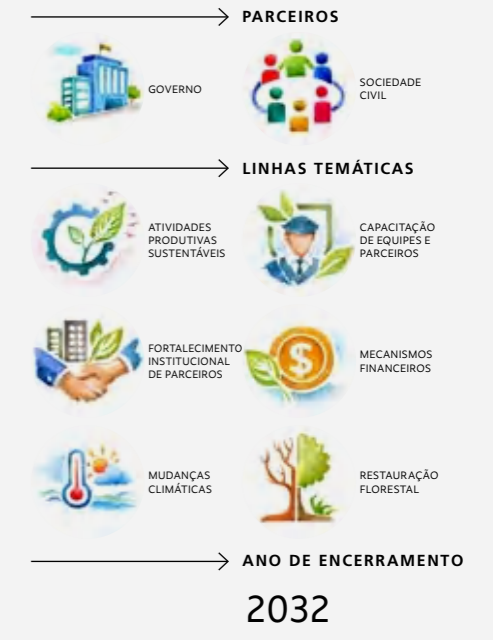 PARCEIROS
GOVERNO
SOCIEDADE
CIVIL
LINHAS TEMÁTICAS
ATIVIDADES
PRODUTIVAS
SUSTENTÁVEIS
CAPACITAÇÃO
DE EQUIPES E
PARCEIROS
FORTALECIMENTO
INSTITUCIONAL
DE PARCEIROS
MECANISMOS
FINANCEIROS
MUDANÇAS
CLIMÁTICAS
RESTAURAÇÃO
FLORESTAL
ANO DE ENCERRAMENTO
2032